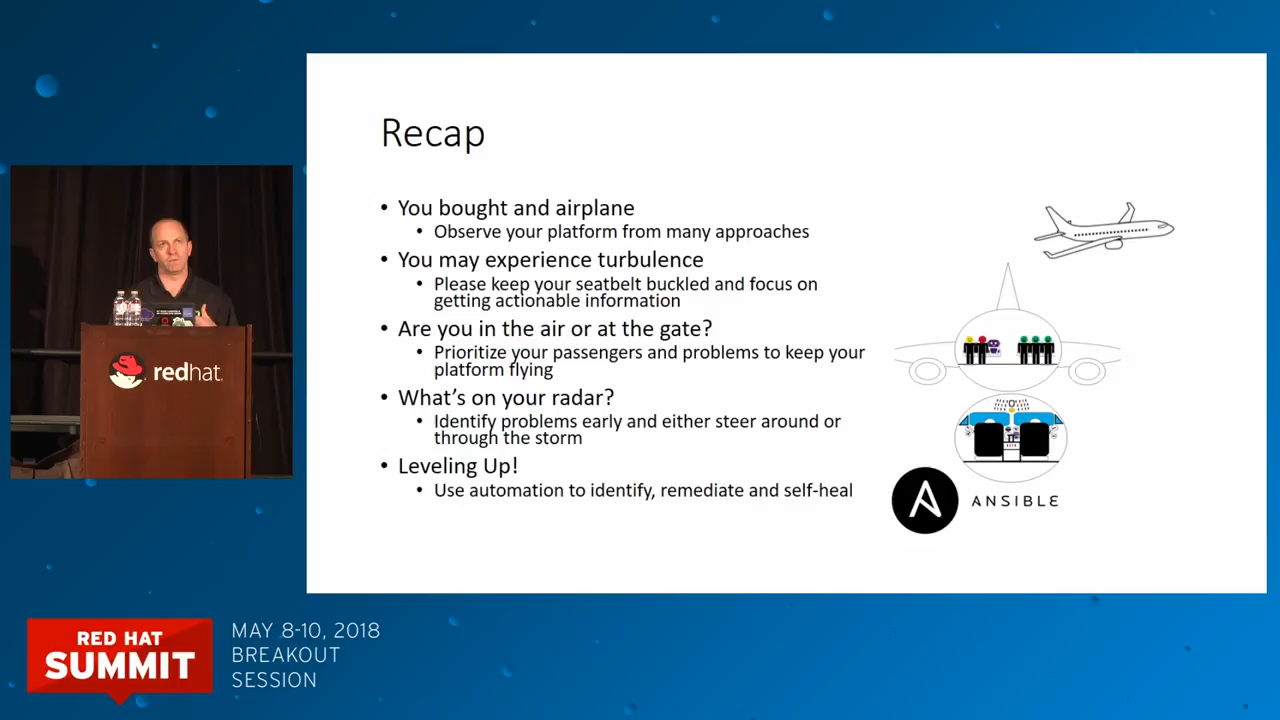 Recap
• You bought and airplane
• Observe your platform from many approaches
• You may experience turbulence
• Please keep your seatbelt buckled and focus on
getting actionable information
• Are you in the air or at the gate?
• Prioritize your passengers and problems to keep your
platform flying
• What's on your radar?
• Identify problems early and either steer around or
through the storm
• Leveling Up!
• Use automation to identify, remediate and self-heal
ANSIBLE
redhat.
RED HAT
SUMMIT
MAY 8-10, 2018
BREAKOUT
SESSION